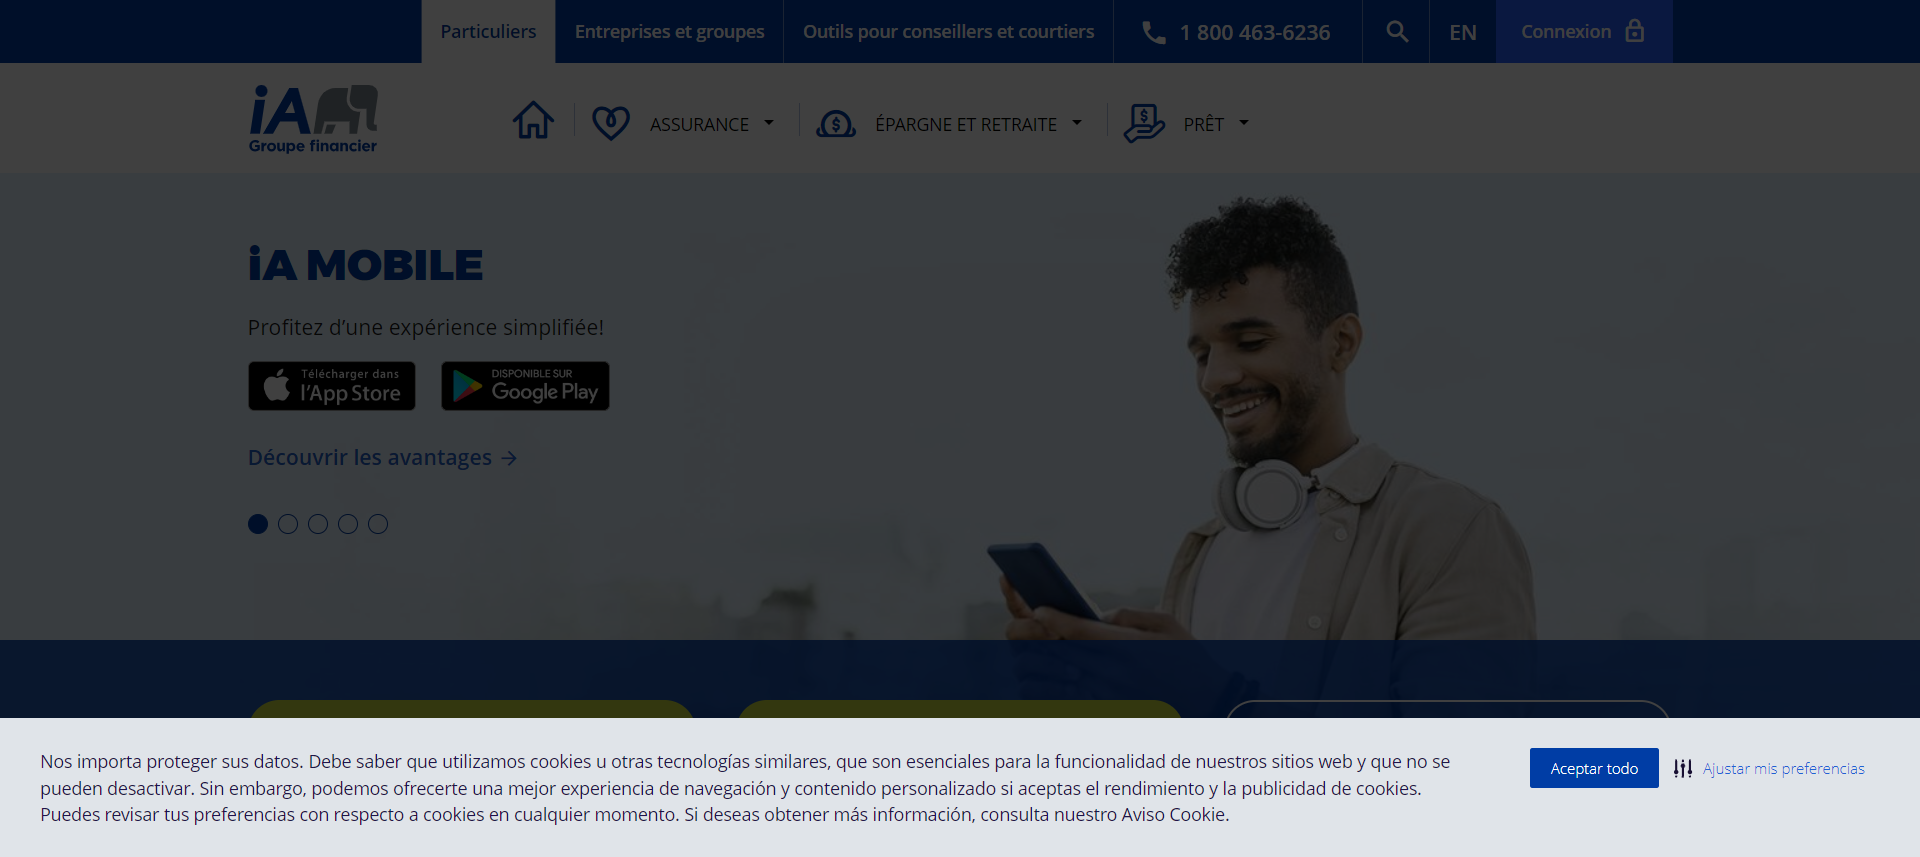 Particuliers
Entreprises et groupes
Outils pour conseillers et courtiers
1 800 463-6236
EN
Connexion
iA
Groupe financier
ASSURANCE
ÉPARGNE ET RETRAITE
PRÊT
iA MOBILE
Profitez d’une expérience simplifiée!
Télécharger dans
l’App Store
DISPONIBLE SUR
Google Play
Découvrir les avantages →
Nos importa proteger sus datos. Debe saber que utilizamos cookies u otras tecnologías similares, que son esenciales para la funcionalidad de nuestros sitios web y que no se
pueden desactivar. Sin embargo, podemos ofrecerte una mejor experiencia de navegación y contenido personalizado si aceptas el rendimiento y la publicidad de cookies.
Puedes revisar tus preferencias con respecto a cookies en cualquier momento. Si deseas obtener más información, consulta nuestro Aviso Cookie.
Aceptar todo
Ajustar mis preferencias